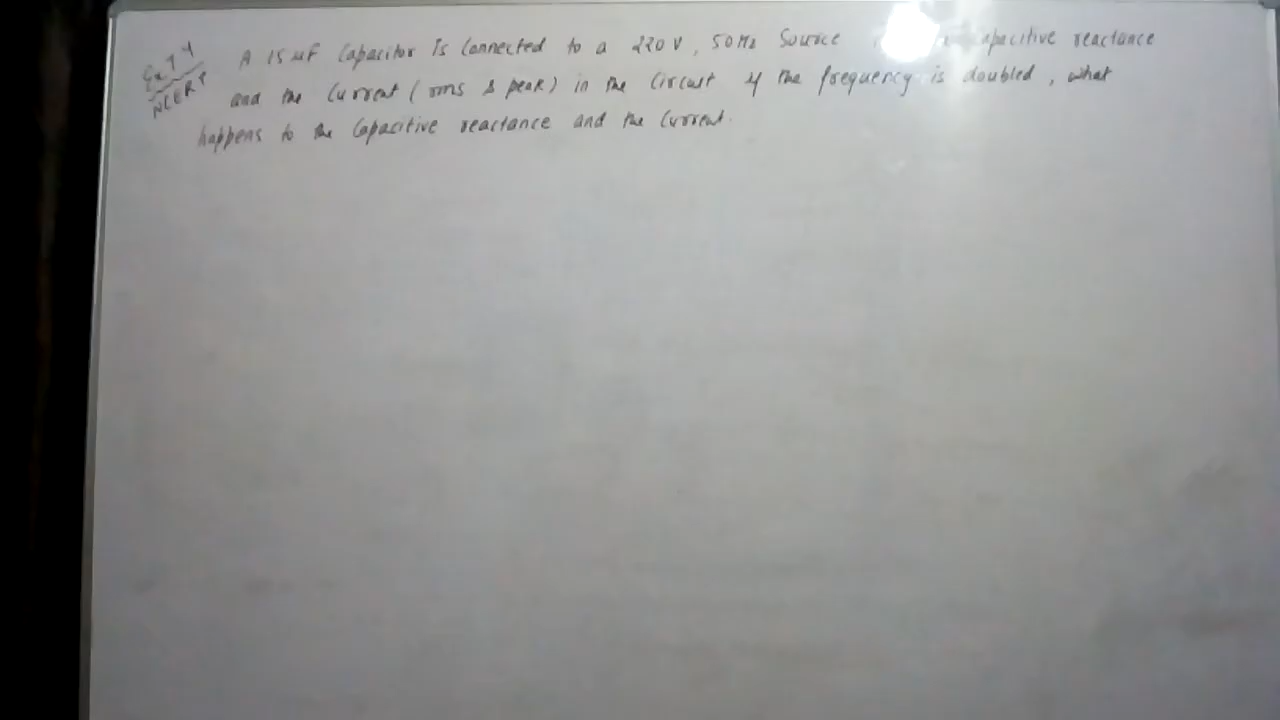 Ex 7.4
NCERT
A 15 μF Capacitor Is Connected to a 220 V, 50 Hz Source capacitive reactance
and the Current (rms & peak) in the Circuit if the frequency is doubled, what
happens to the Capacitive reactance and the Current.